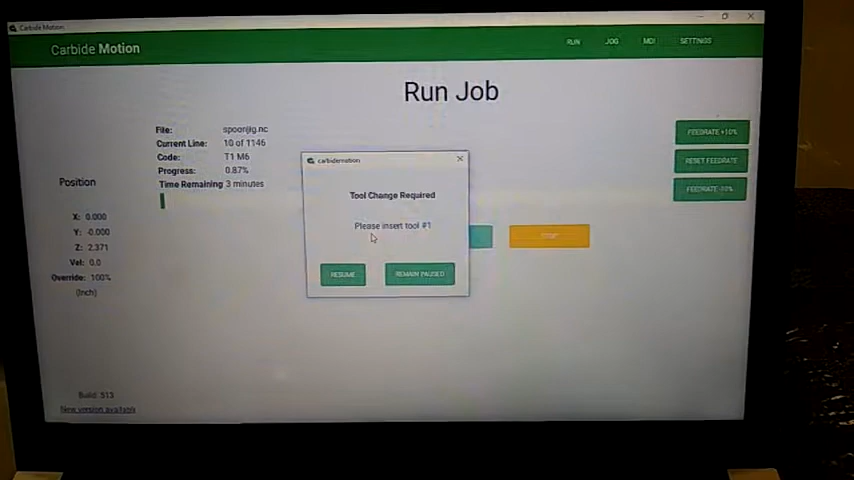 Carbide Motion
Carbide Motion
RUN JOG MDI SETTINGS
Run Job
File: spoonjig.nc
Current Line: 10 of 1146
Code: T1 M6
Progress: 0.87%
Time Remaining 3 minutes
FEEDRATE +10%
RESET FEEDRATE
FEEDRATE -10%
Position
X: 0.000
Y: -0.000
Z: 2.371
Vel: 0.0
Override: 100%
(Inch)
carbidemotion
Tool Change Required
Please insert tool #1
RESUME
REMAIN PAUSED
STOP
Build: 513
New version available